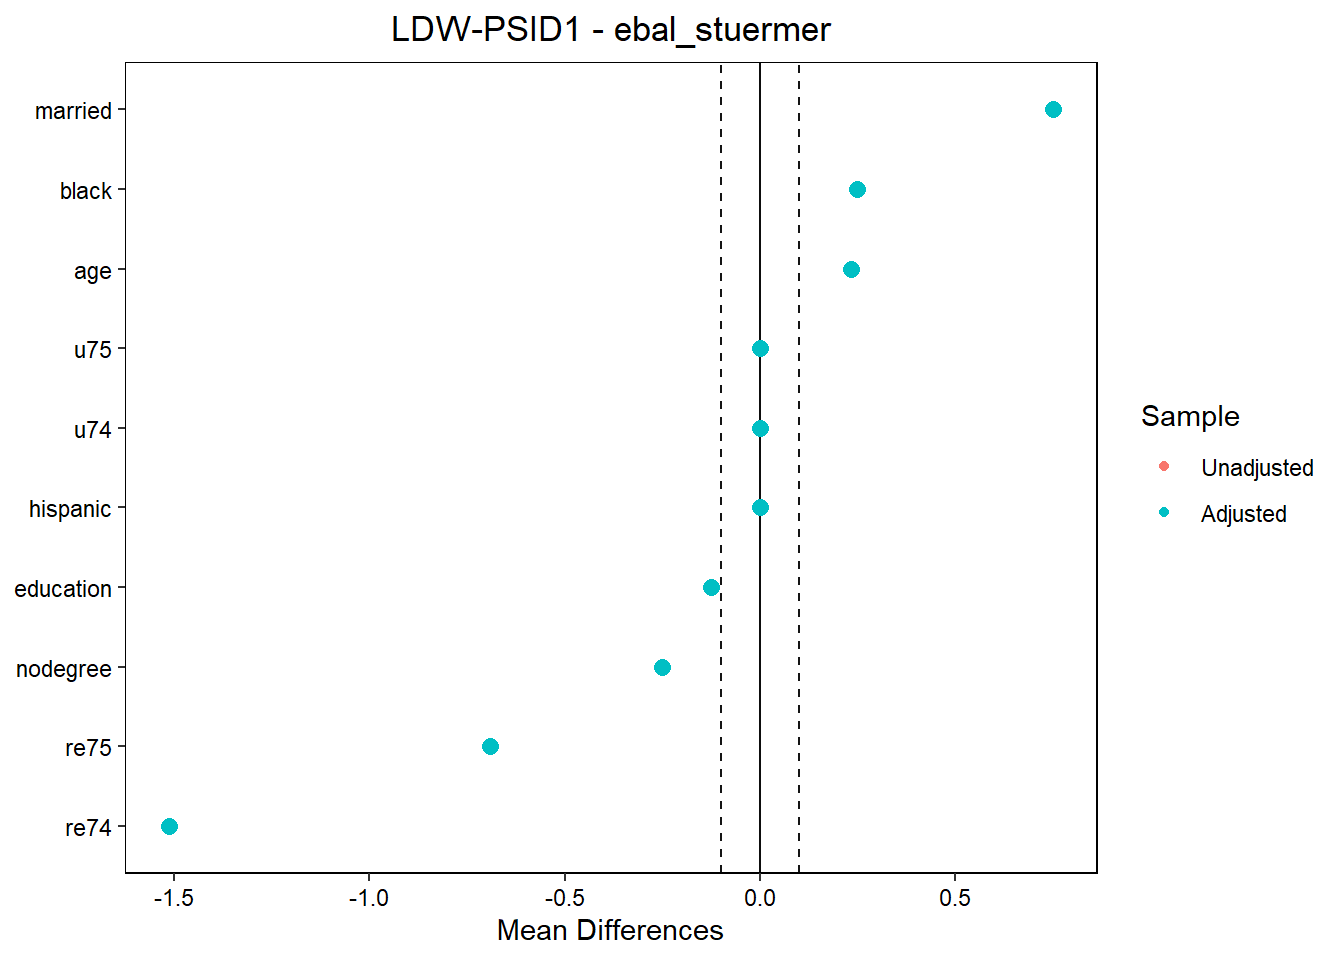 LDW-PSID1 - ebal_stuermer
married
black
age
u75
u74
hispanic
education
nodegree
re75
re74
-1.5 -1.0 -0.5 0.0 0.5
Mean Differences
Sample
Unadjusted
Adjusted